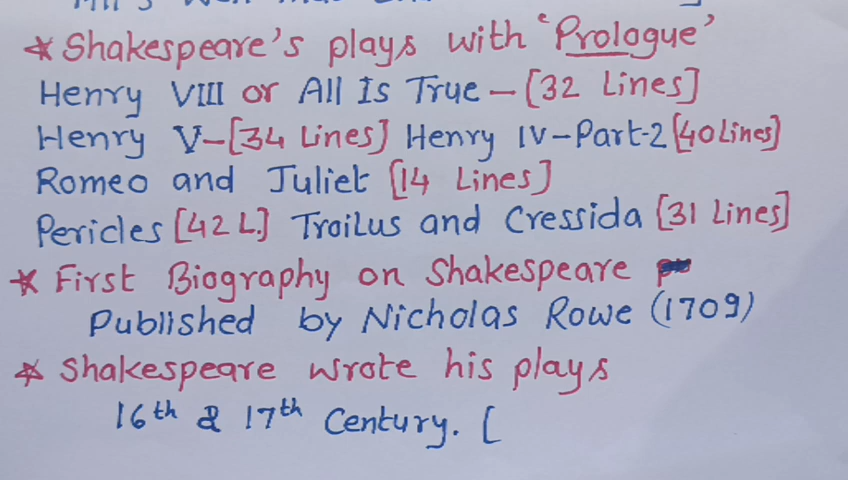 * Shakespeare's plays with 'Prologue'
Henry VIII or All Is True - [32 Lines]
Henry V - [34 Lines] Henry IV - Part-2 [40 Lines]
Romeo and Juliet [14 Lines]
Pericles [42 L.] Troilus and Cressida [31 Lines]
* First Biography on Shakespeare
Published by Nicholas Rowe (1709)
* Shakespeare wrote his plays
16th & 17th Century. [